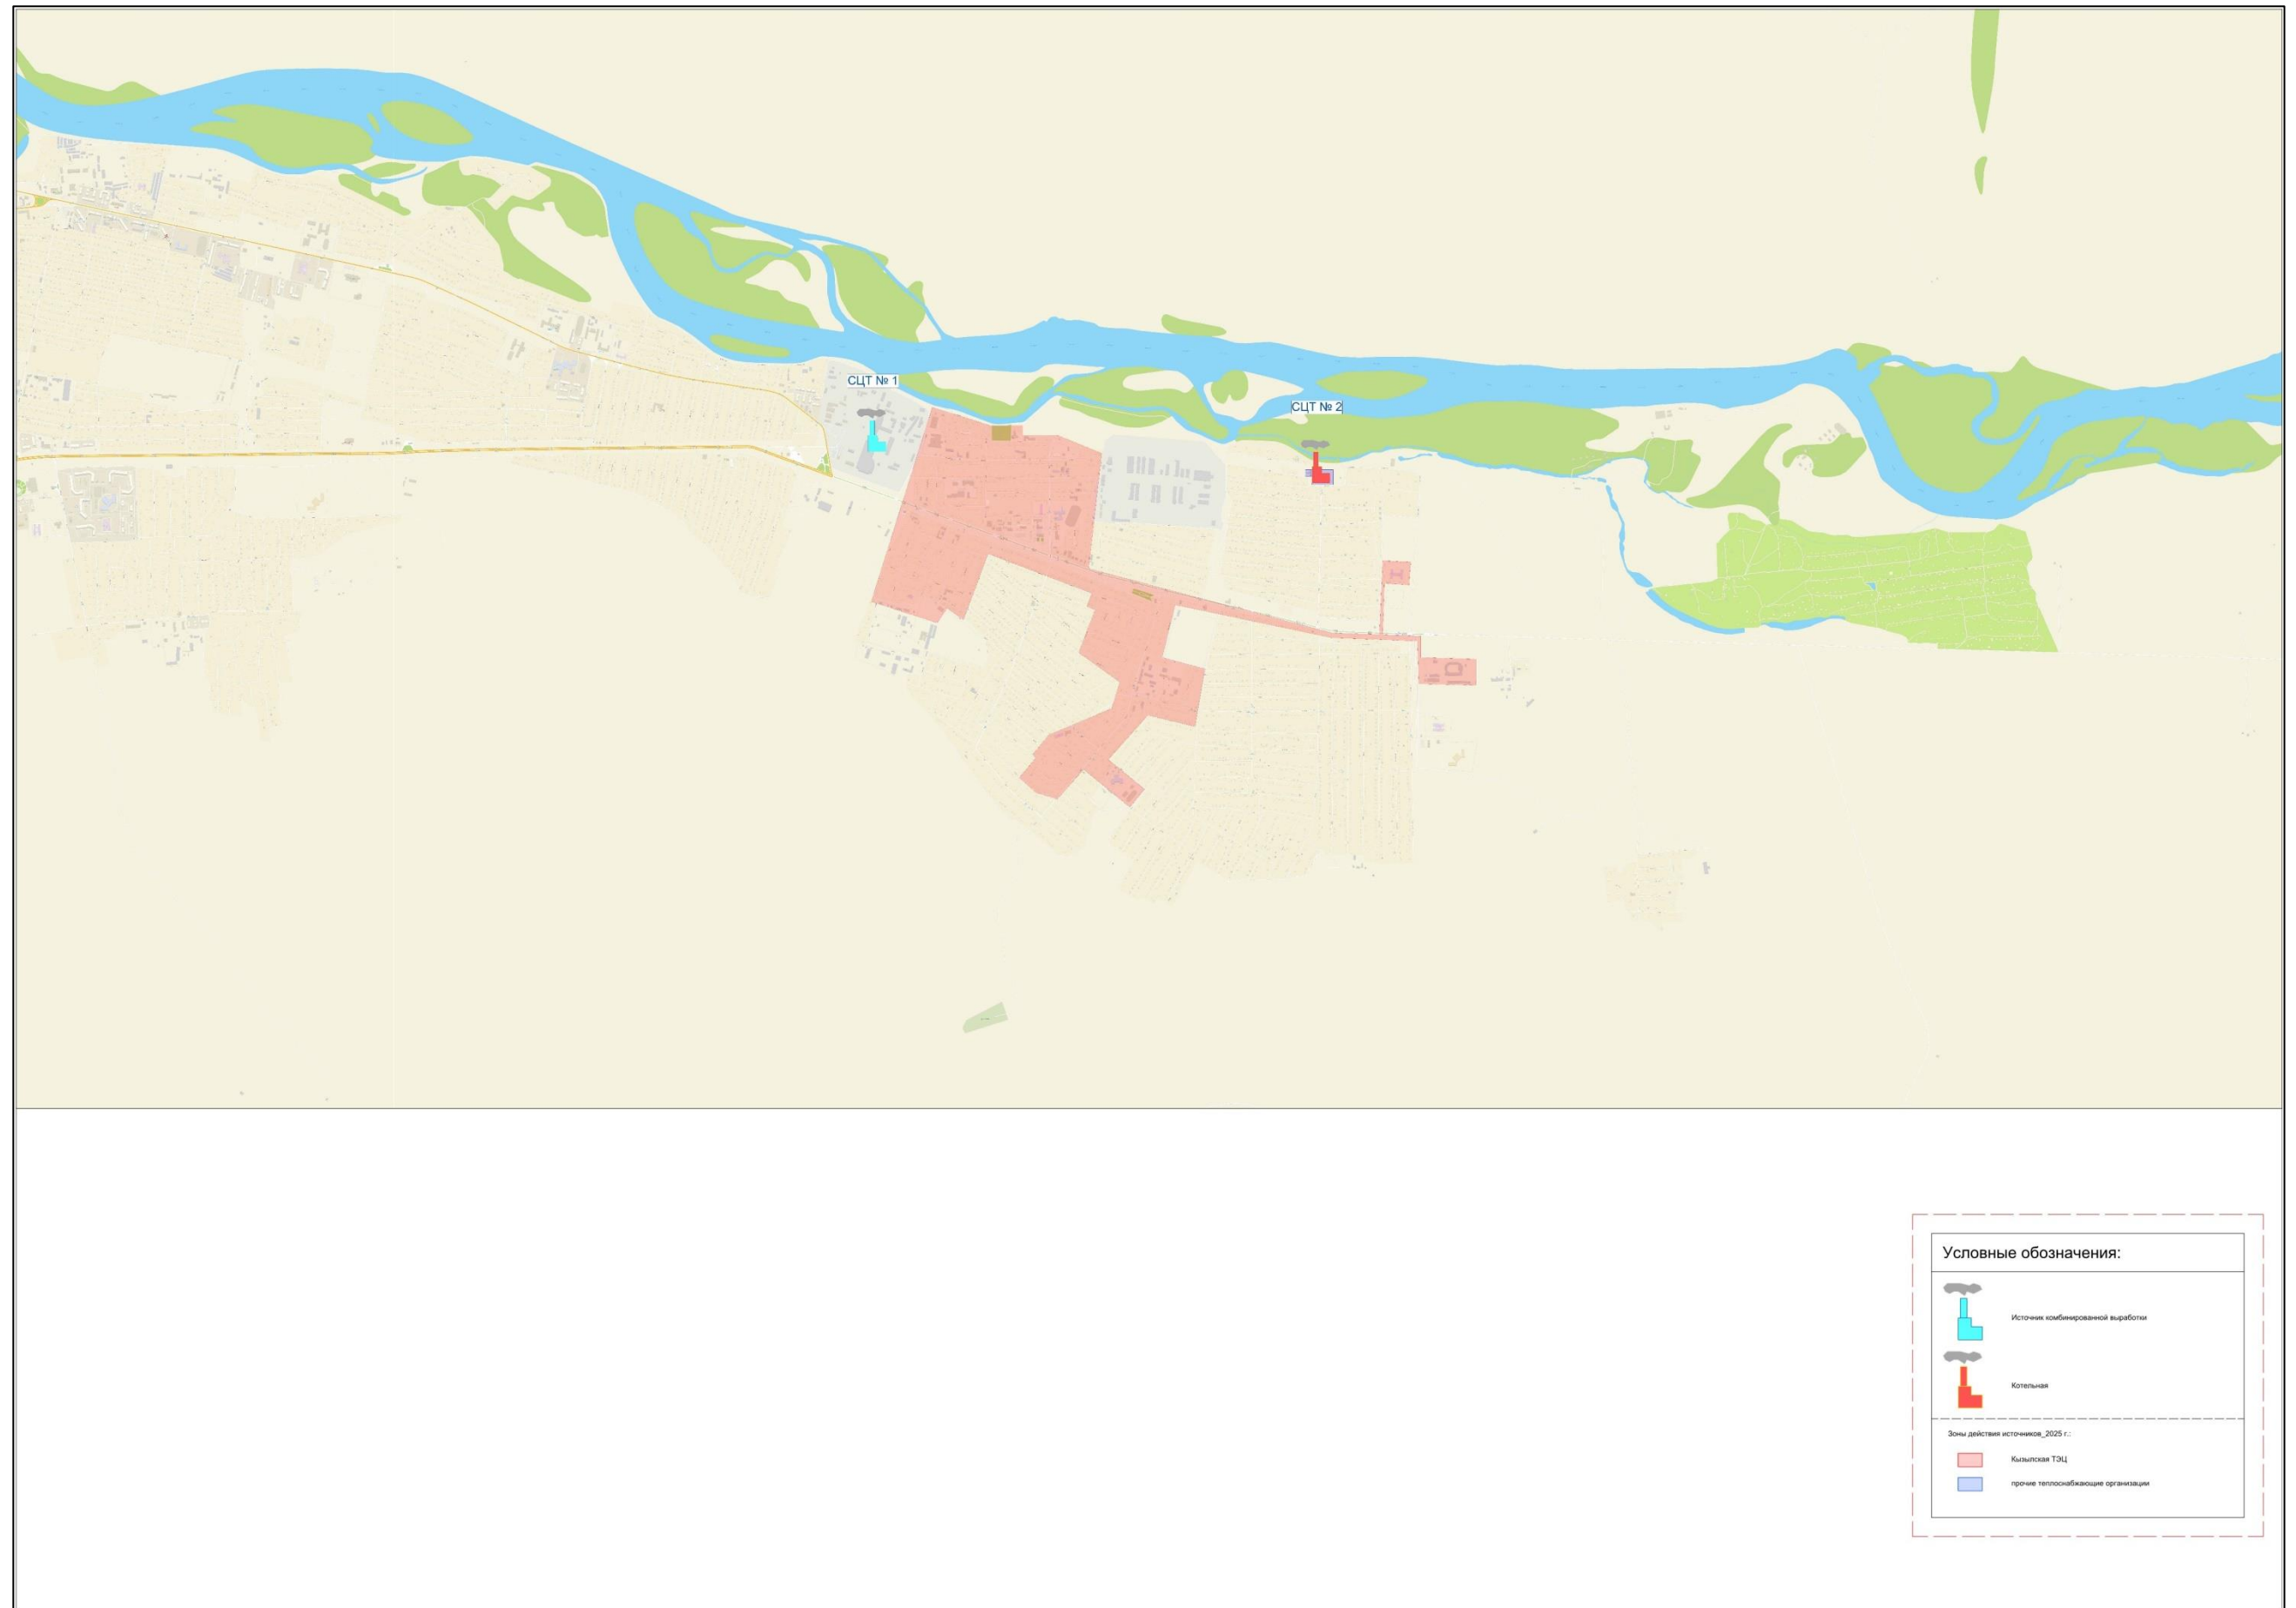 СЦТ № 1
СЦТ № 2
Условные обозначения:
Источник комбинированной выработки
Котельная
Зоны действия источников_2025 г.:
Кызылская ТЭЦ
прочие теплоснабжающие организации